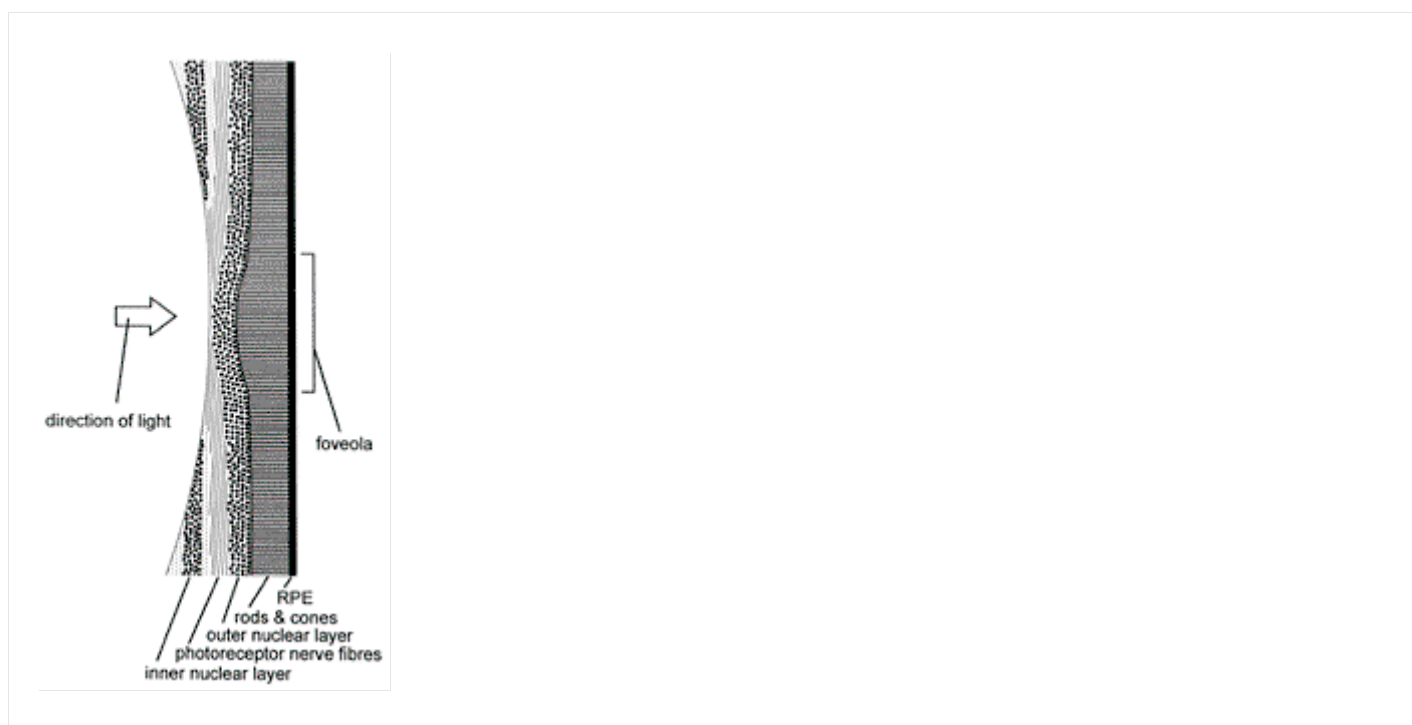 direction of light
foveola
RPE
rods & cones
outer nuclear layer
photoreceptor nerve fibres
inner nuclear layer